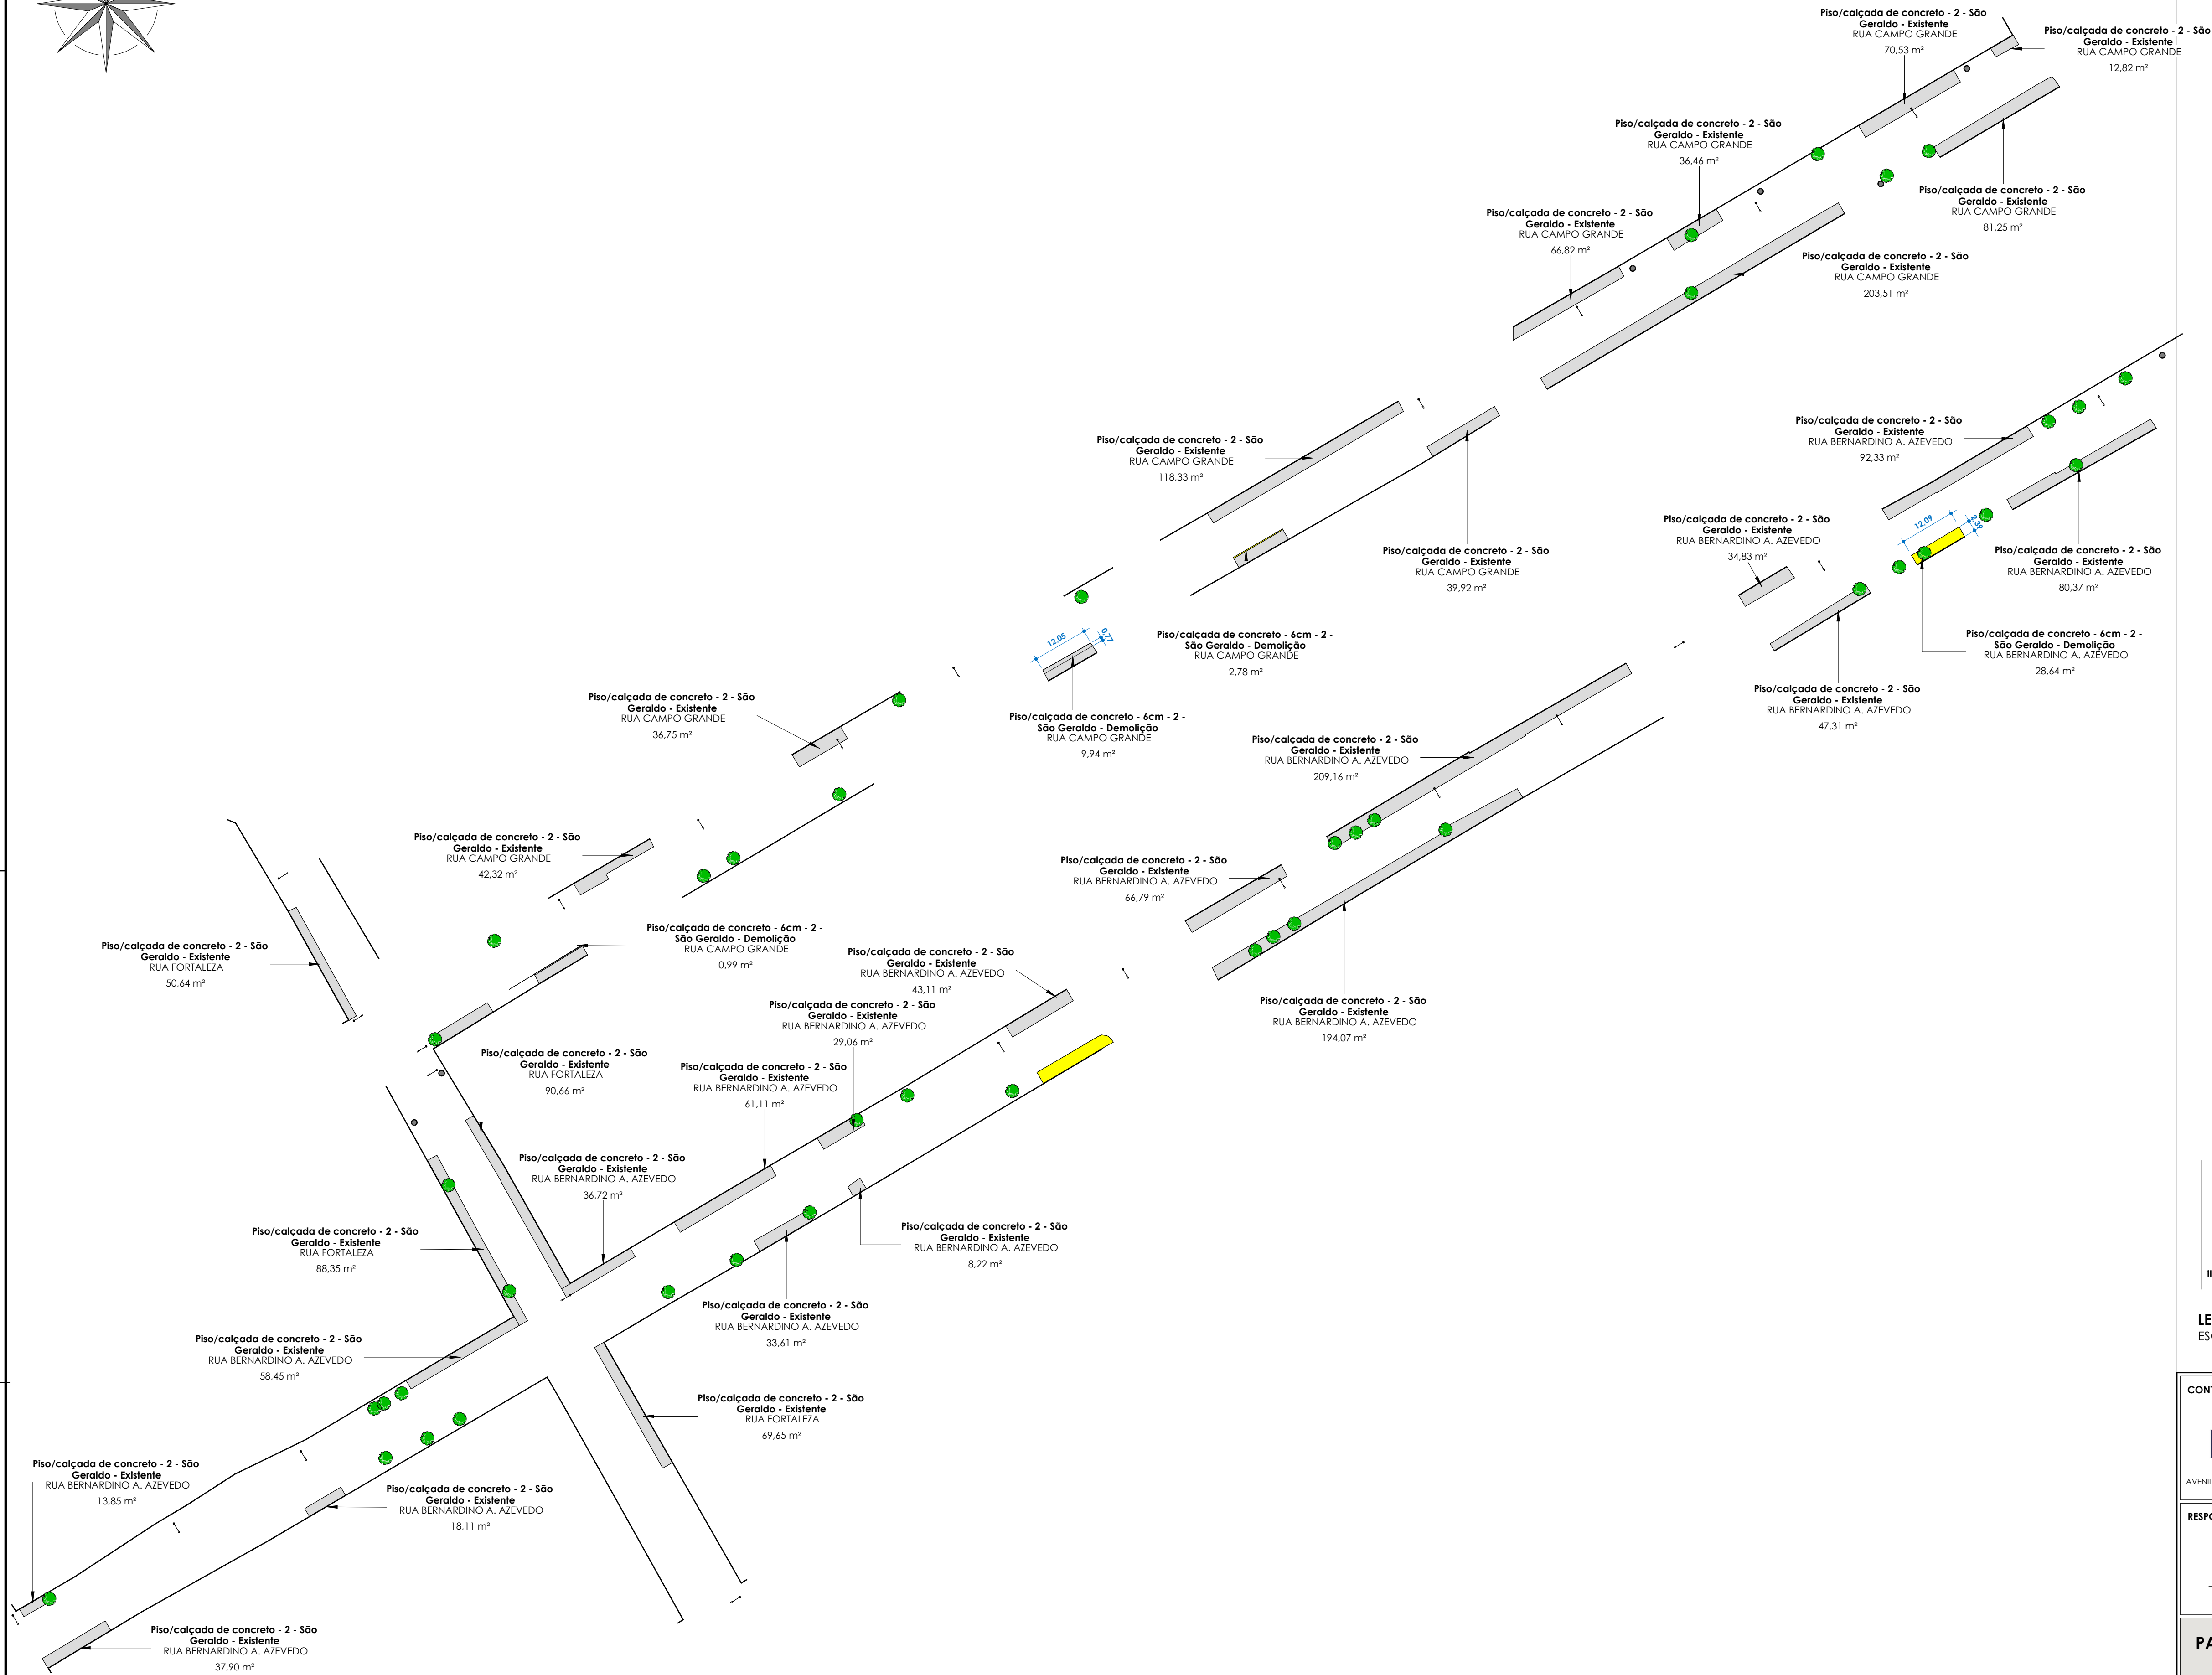 Piso/calçada de concreto - 2 - São
Geraldo - Existente
RUA CAMPO GRANDE
70,53 m²
Piso/calçada de concreto - 2 - São
Geraldo - Existente
RUA CAMPO GRANDE
12,82 m²
Piso/calçada de concreto - 2 - São
Geraldo - Existente
RUA CAMPO GRANDE
36,46 m²
Piso/calçada de concreto - 2 - São
Geraldo - Existente
RUA CAMPO GRANDE
81,25 m²
Piso/calçada de concreto - 2 - São
Geraldo - Existente
RUA CAMPO GRANDE
66,82 m²
Piso/calçada de concreto - 2 - São
Geraldo - Existente
RUA CAMPO GRANDE
203,51 m²
Piso/calçada de concreto - 2 - São
Geraldo - Existente
RUA CAMPO GRANDE
118,33 m²
Piso/calçada de concreto - 2 - São
Geraldo - Existente
RUA BERNARDINO A. AZEVEDO
92,33 m²
Piso/calçada de concreto - 2 - São
Geraldo - Existente
RUA BERNARDINO A. AZEVEDO
34,83 m²
12,09
2,39
Piso/calçada de concreto - 2 - São
Geraldo - Existente
RUA CAMPO GRANDE
39,92 m²
Piso/calçada de concreto - 2 - São
Geraldo - Existente
RUA BERNARDINO A. AZEVEDO
80,37 m²
Piso/calçada de concreto - 6cm - 2 -
São Geraldo - Demolição
RUA CAMPO GRANDE
2,78 m²
Piso/calçada de concreto - 6cm - 2 -
São Geraldo - Demolição
RUA BERNARDINO A. AZEVEDO
28,64 m²
12,05
0,77
Piso/calçada de concreto - 2 - São
Geraldo - Existente
RUA BERNARDINO A. AZEVEDO
47,31 m²
Piso/calçada de concreto - 2 - São
Geraldo - Existente
RUA CAMPO GRANDE
36,75 m²
Piso/calçada de concreto - 6cm - 2 -
São Geraldo - Demolição
RUA CAMPO GRANDE
9,94 m²
Piso/calçada de concreto - 2 - São
Geraldo - Existente
RUA BERNARDINO A. AZEVEDO
209,16 m²
Piso/calçada de concreto - 2 - São
Geraldo - Existente
RUA CAMPO GRANDE
42,32 m²
Piso/calçada de concreto - 2 - São
Geraldo - Existente
RUA BERNARDINO A. AZEVEDO
66,79 m²
Piso/calçada de concreto - 6cm - 2 -
São Geraldo - Demolição
RUA CAMPO GRANDE
0,99 m²
Piso/calçada de concreto - 2 - São
Geraldo - Existente
RUA FORTALEZA
50,64 m²
Piso/calçada de concreto - 2 - São
Geraldo - Existente
RUA BERNARDINO A. AZEVEDO
43,11 m²
Piso/calçada de concreto - 2 - São
Geraldo - Existente
RUA BERNARDINO A. AZEVEDO
29,06 m²
Piso/calçada de concreto - 2 - São
Geraldo - Existente
RUA BERNARDINO A. AZEVEDO
194,07 m²
Piso/calçada de concreto - 2 - São
Geraldo - Existente
RUA FORTALEZA
90,66 m²
Piso/calçada de concreto - 2 - São
Geraldo - Existente
RUA BERNARDINO A. AZEVEDO
61,11 m²
Piso/calçada de concreto - 2 - São
Geraldo - Existente
RUA BERNARDINO A. AZEVEDO
36,72 m²
Piso/calçada de concreto - 2 - São
Geraldo - Existente
RUA FORTALEZA
88,35 m²
Piso/calçada de concreto - 2 - São
Geraldo - Existente
RUA BERNARDINO A. AZEVEDO
8,22 m²
Piso/calçada de concreto - 2 - São
Geraldo - Existente
RUA BERNARDINO A. AZEVEDO
33,61 m²
Piso/calçada de concreto - 2 - São
Geraldo - Existente
RUA BERNARDINO A. AZEVEDO
58,45 m²
Piso/calçada de concreto - 2 - São
Geraldo - Existente
RUA FORTALEZA
69,65 m²
Piso/calçada de concreto - 2 - São
Geraldo - Existente
RUA BERNARDINO A. AZEVEDO
13,85 m²
Piso/calçada de concreto - 2 - São
Geraldo - Existente
RUA BERNARDINO A. AZEVEDO
18,11 m²
Piso/calçada de concreto - 2 - São
Geraldo - Existente
RUA BERNARDINO A. AZEVEDO
37,90 m²